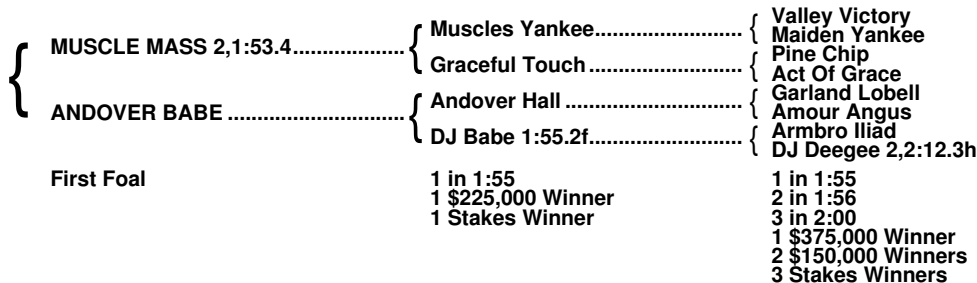 MUSCLE MASS 2,1:53.4
Muscles Yankee
Valley Victory
Maiden Yankee
Graceful Touch
Pine Chip
Act Of Grace
ANDOVER BABE
Andover Hall
Garland Lobell
Amour Angus
DJ Babe 1:55.2f
Armbro Iliad
DJ Deegee 2,2:12.3h
First Foal
1 in 1:55
1 $225,000 Winner
1 Stakes Winner
1 in 1:55
2 in 1:56
3 in 2:00
1 $375,000 Winner
2 $150,000 Winners
3 Stakes Winners